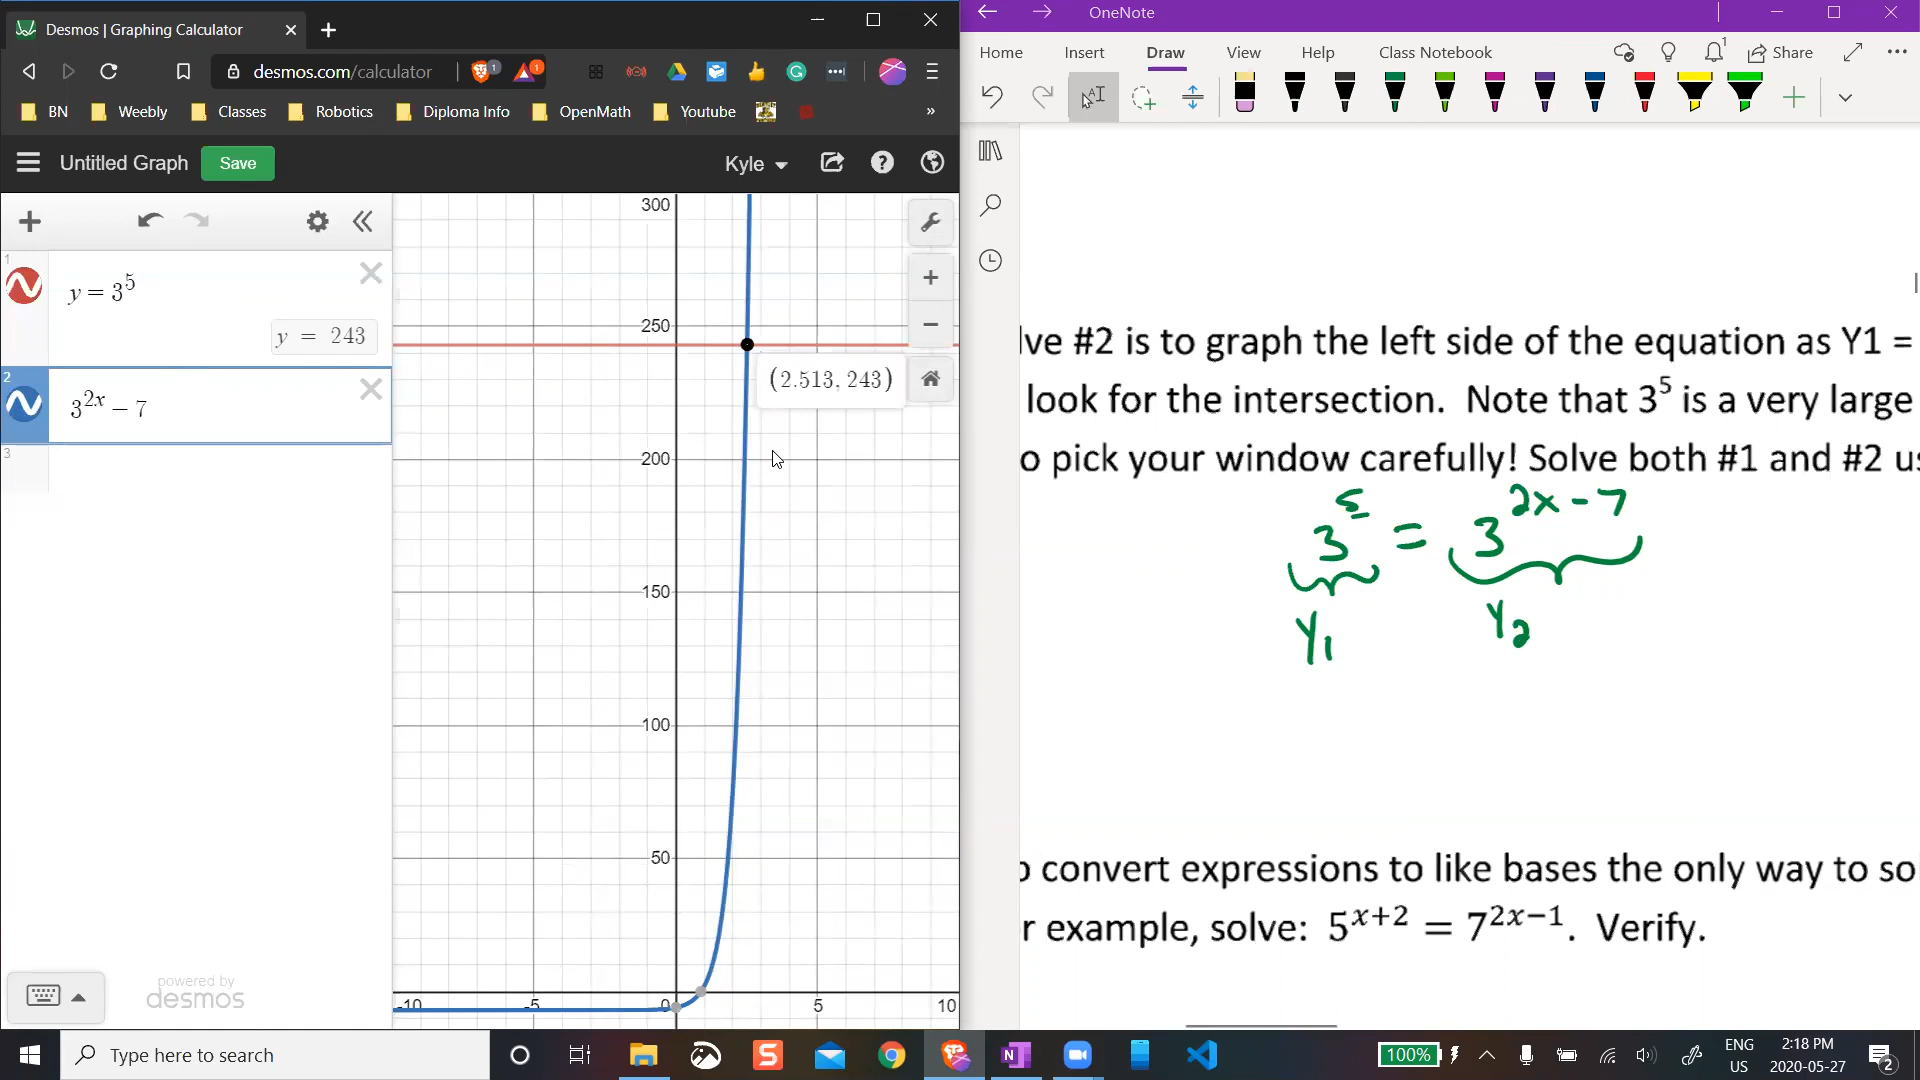 Desmos | Graphing Calculator
desmos.com/calculator
1
1
BN
Weebly
Classes
Robotics
Diploma Info
OpenMath
Youtube
»
Untitled Graph
Save
Kyle
1
y = 3^5
y = 243
2
3^{2x} - 7
3
powered by
desmos
300
250
200
150
100
50
0
-10
-5
5
10
(2.513, 243)
OneNote
Home
Insert
Draw
View
Help
Class Notebook
Share
lve #2 is to graph the left side of the equation as Y1 =
look for the intersection. Note that 3^5 is a very large
o pick your window carefully! Solve both #1 and #2 us
3^5 = 3^{2x-7}
Y1
Y2
o convert expressions to like bases the only way to so
r example, solve: 5^{x+2} = 7^{2x-1}. Verify.
Type here to search
100%
ENG
US
2:18 PM
2020-05-27
2